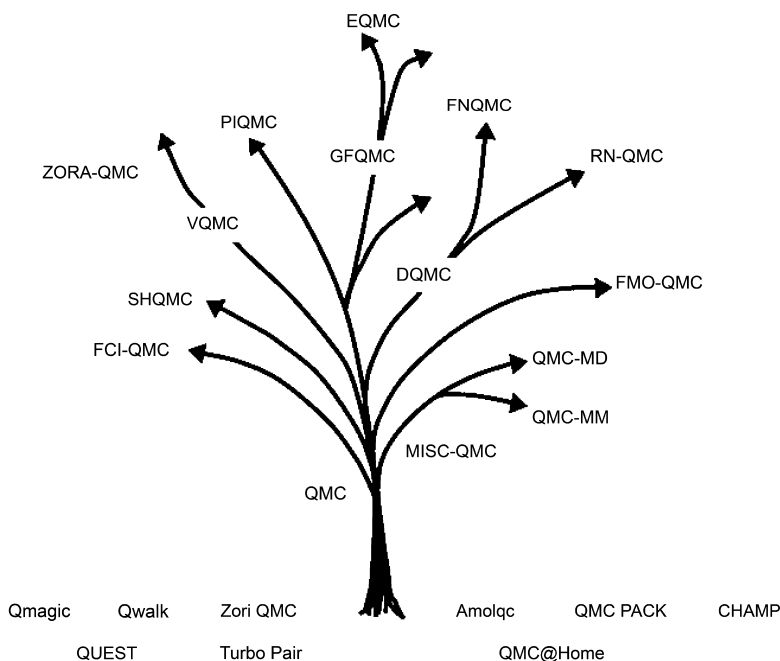 EQMC
FNQMC
PIQMC
GFQMC
RN-QMC
ZORA-QMC
VQMC
DQMC
FMO-QMC
SHQMC
FCI-QMC
QMC-MD
QMC-MM
MISC-QMC
QMC
Qmagic Qwalk Zori QMC Amolqc QMC PACK CHAMP
QUEST Turbo Pair QMC@Home